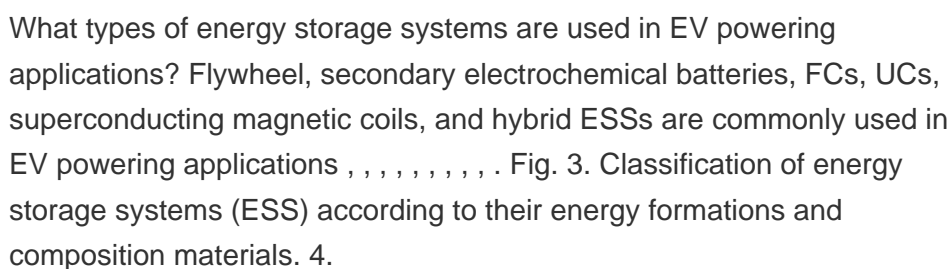 What types of energy storage systems are used in EV powering
applications? Flywheel, secondary electrochemical batteries, FCs, UCs,
superconducting magnetic coils, and hybrid ESSs are commonly used in
EV powering applications , , , , , , , , , . Fig. 3. Classification of energy
storage systems (ESS) according to their energy formations and
composition materials. 4.